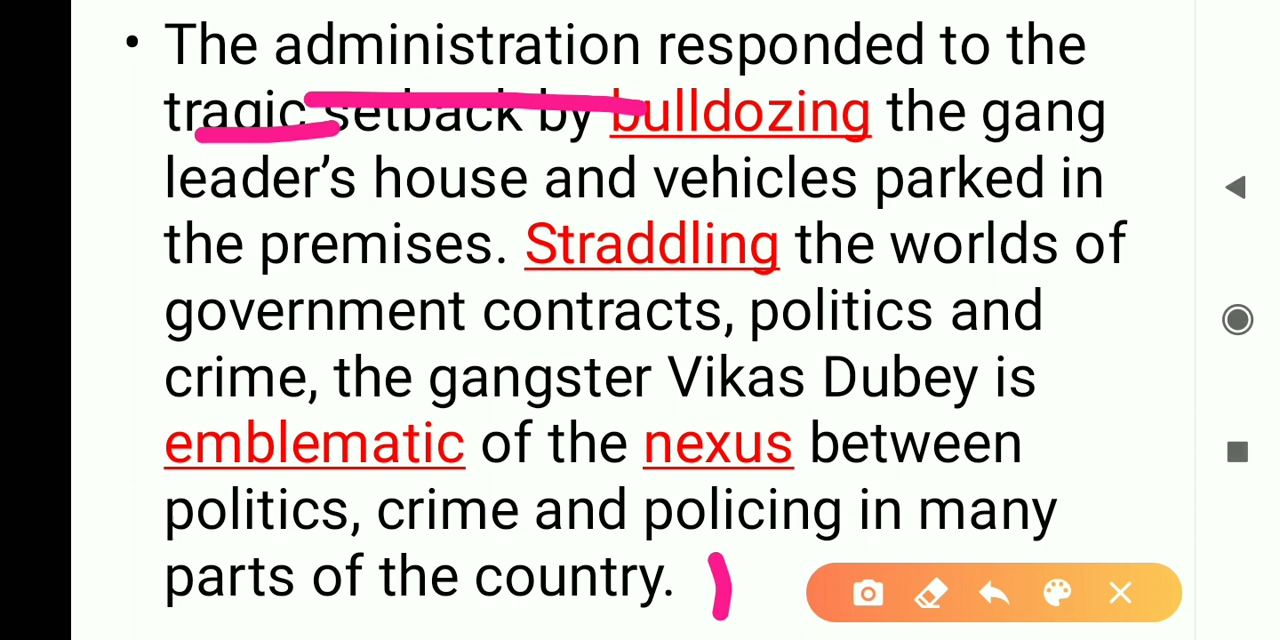 • The administration responded to the
tragic setback by bulldozing the gang
leader’s house and vehicles parked in
the premises. Straddling the worlds of
government contracts, politics and
crime, the gangster Vikas Dubey is
emblematic of the nexus between
politics, crime and policing in many
parts of the country.